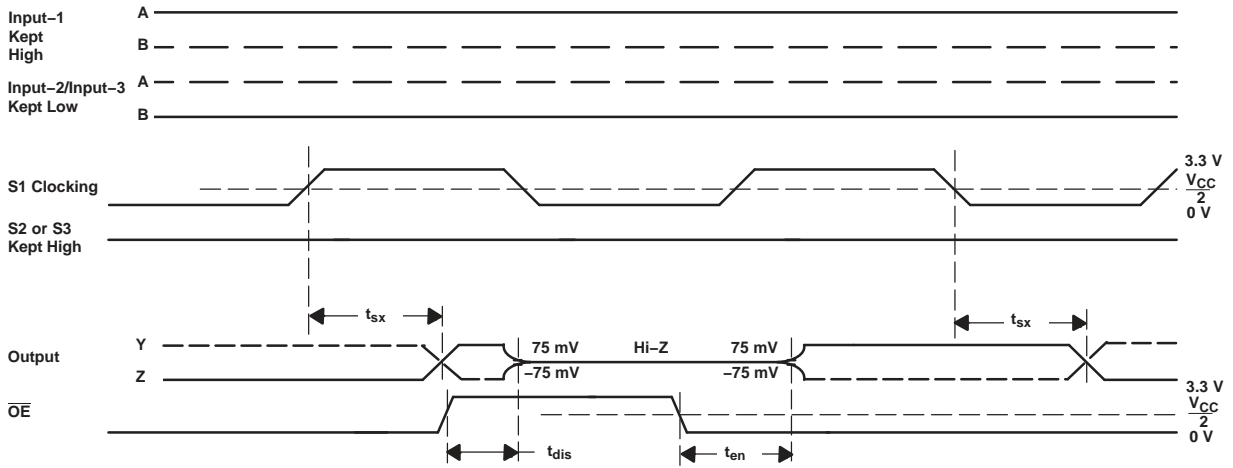 Input–1
Kept
High
A
B
Input–2/Input–3
Kept Low
A
B
S1 Clocking
3.3 V
VCC
2
0 V
S2 or S3
Kept High
tsx
tsx
Output
Y
Z
75 mV
Hi–Z
75 mV
–75 mV
–75 mV
OE
3.3 V
VCC
2
0 V
tdis
ten